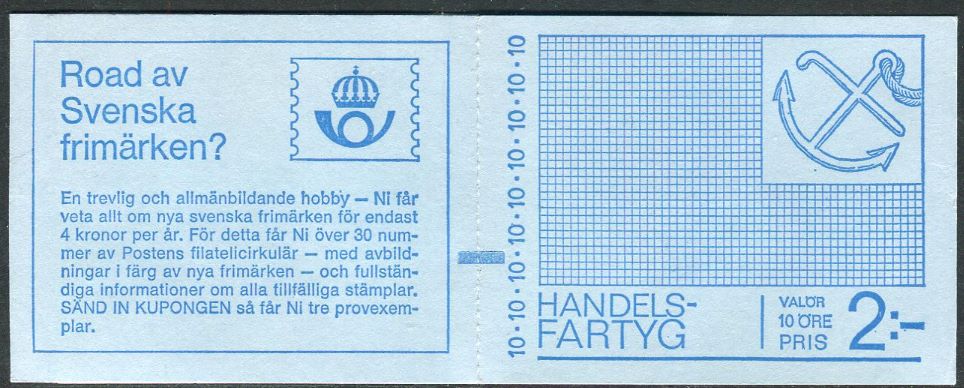 Road av
Svenska
frimärken?
En trevlig och allmänbildande hobby – Ni får
veta allt om nya svenska frimärken för endast
4 kronor per år. För detta får Ni över 30 num-
mer av Postens filatelicirkulär – med avbild-
ningar i färg av nya frimärken – och fullstän-
diga informationer om alla tillfälliga stämplar.
SÄND IN KUPONGEN så får Ni tre provexem-
plar.
10·10·10·10·10·10·10·10
HANDELS-
FARTYG
VALÖR
10 ÖRE
PRIS
2:-